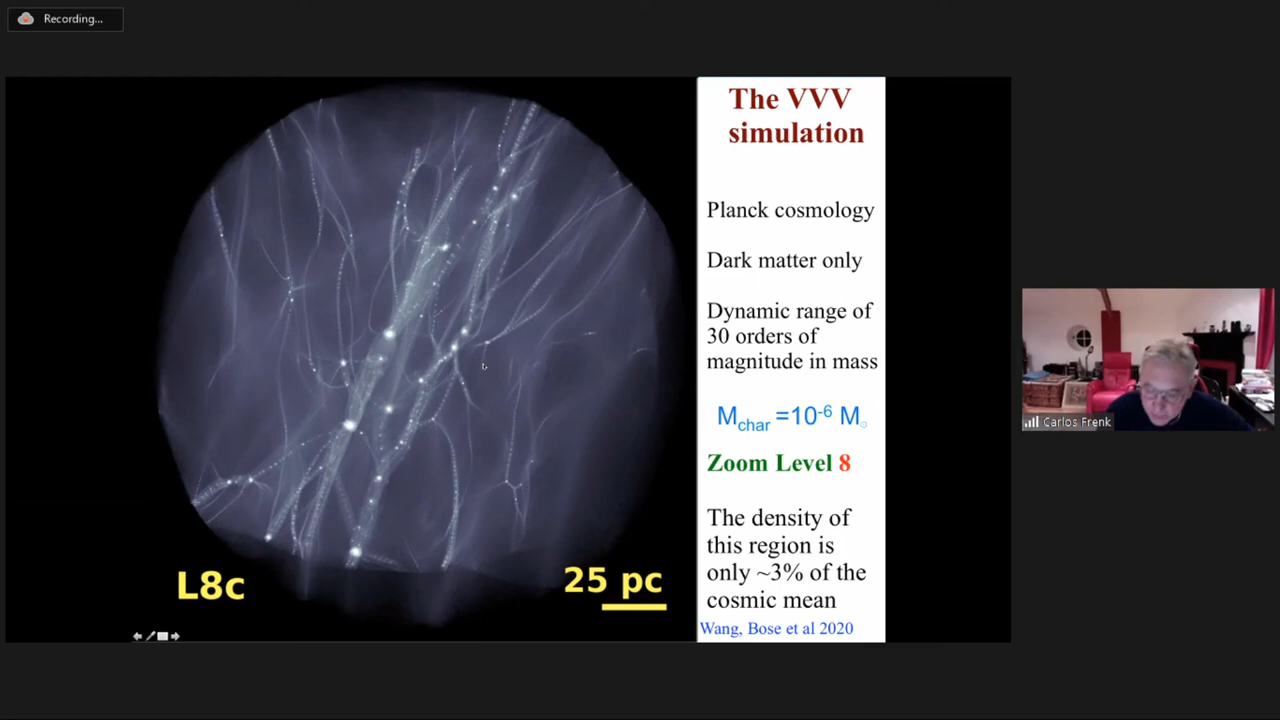 Recording...
The VVV
simulation
Planck cosmology
Dark matter only
Dynamic range of
30 orders of
magnitude in mass
M_char =10^-6 M_☉
Zoom Level 8
The density of
this region is
only ~3% of the
cosmic mean
Wang, Bose et al 2020
L8c
25 pc
Carlos Frenk